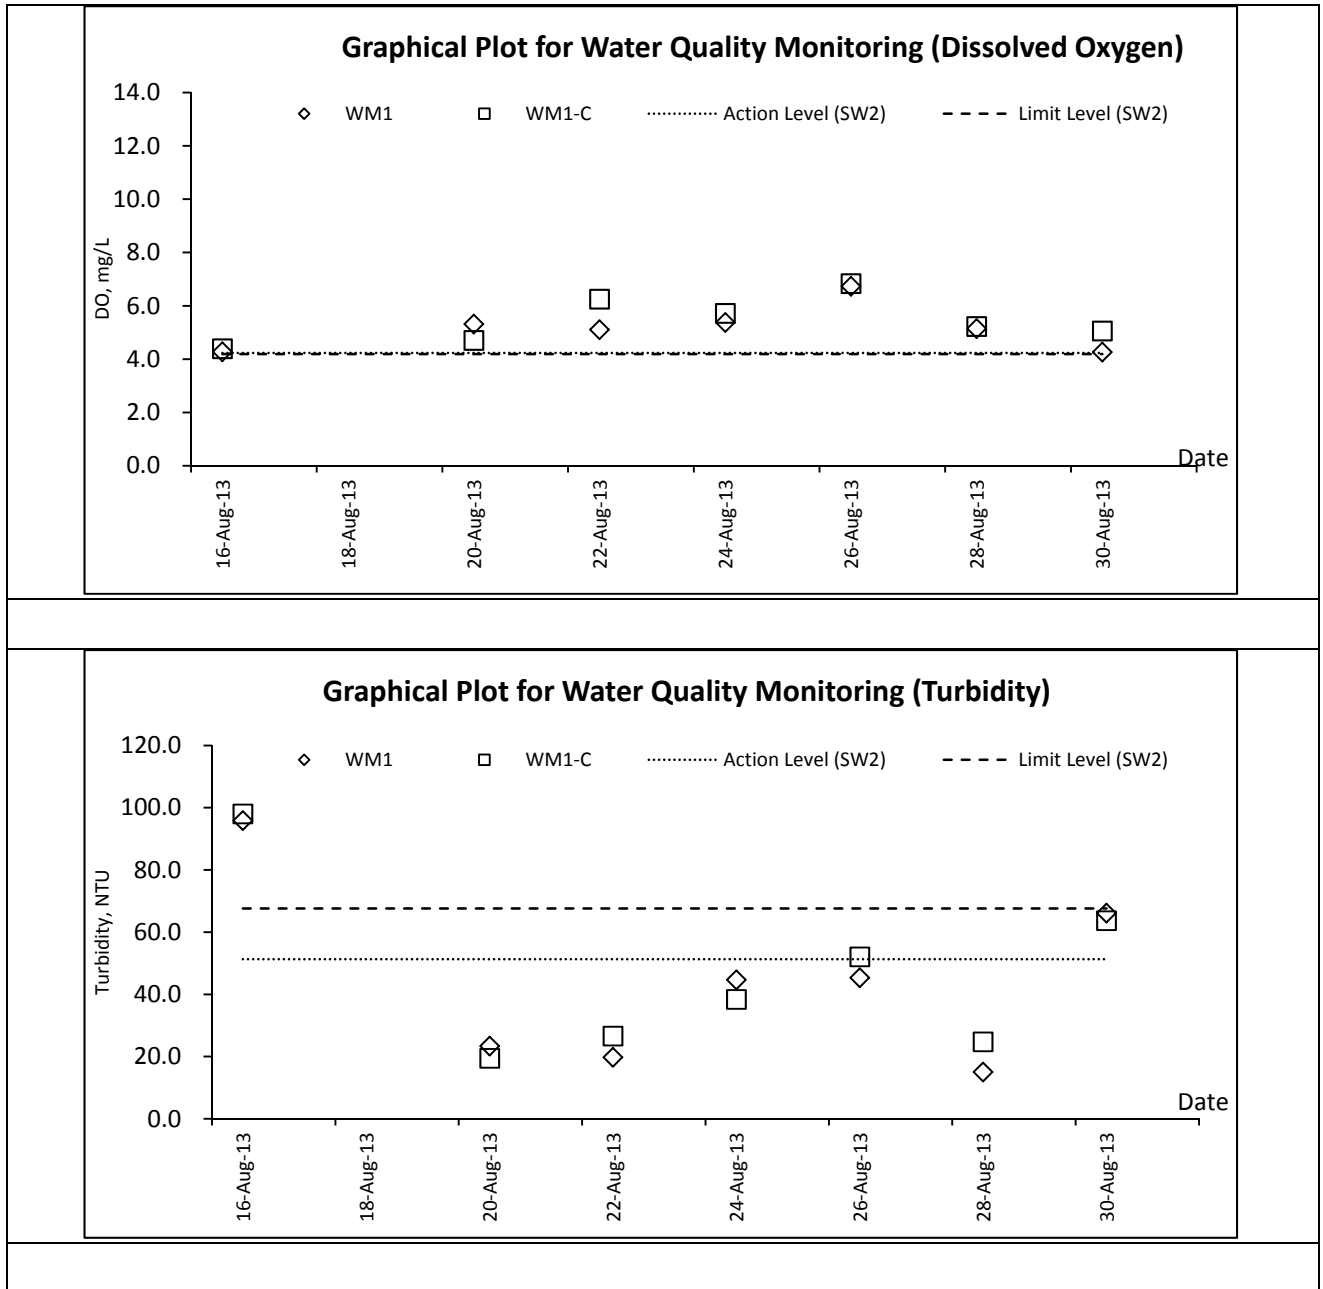 Graphical Plot for Water Quality Monitoring (Dissolved Oxygen)
14.0
WM1 WM1-C Action Level (SW2) Limit Level (SW2)
12.0
10.0
8.0
6.0
4.0
2.0
0.0
DO, mg/L
Date
16-Aug-13
18-Aug-13
20-Aug-13
22-Aug-13
24-Aug-13
26-Aug-13
28-Aug-13
30-Aug-13
Graphical Plot for Water Quality Monitoring (Turbidity)
120.0
WM1 WM1-C Action Level (SW2) Limit Level (SW2)
100.0
80.0
60.0
40.0
20.0
0.0
Turbidity, NTU
Date
16-Aug-13
18-Aug-13
20-Aug-13
22-Aug-13
24-Aug-13
26-Aug-13
28-Aug-13
30-Aug-13